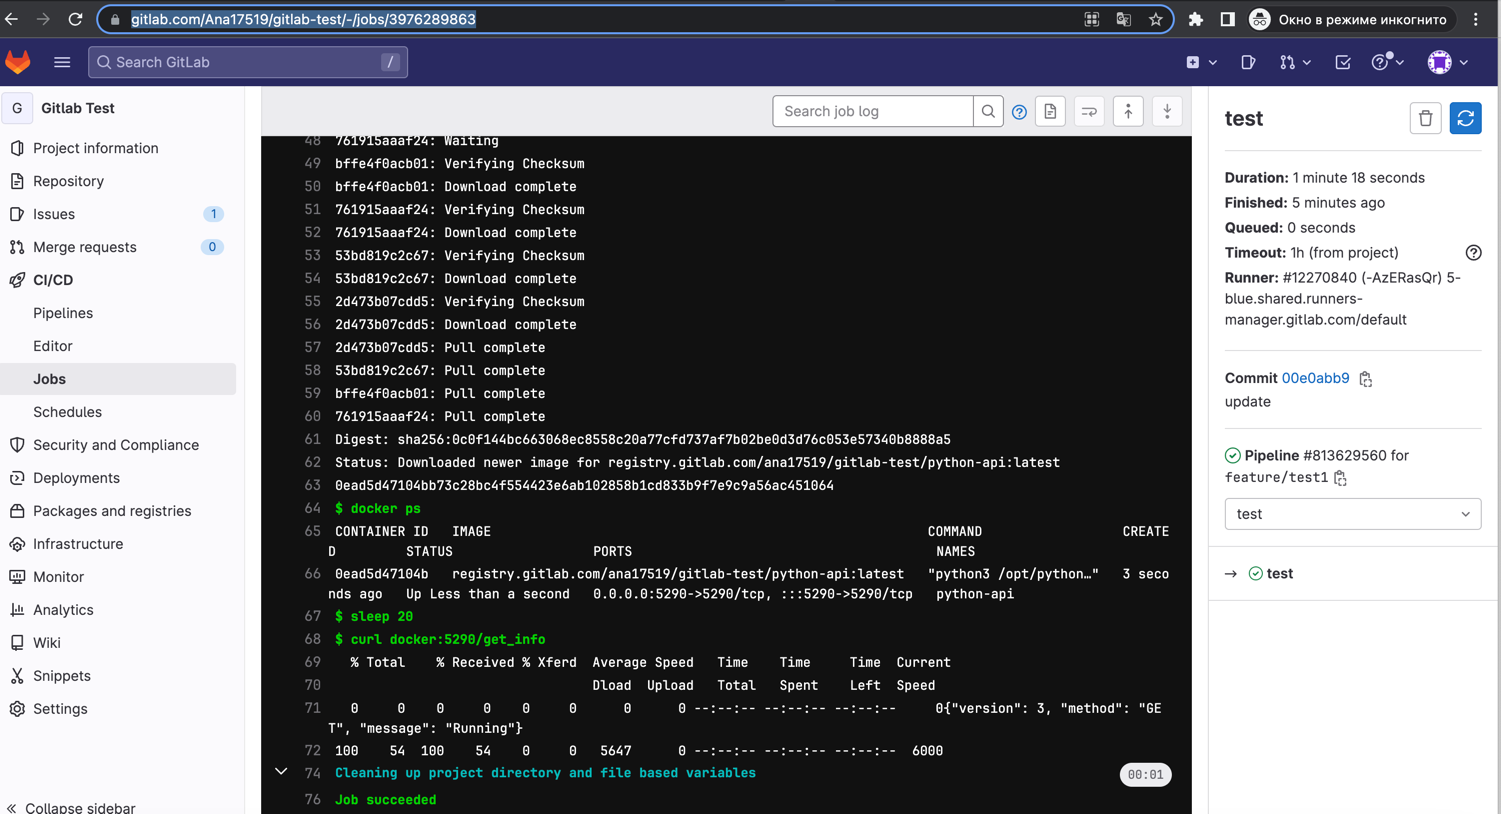 gitlab.com/Ana17519/gitlab-test/-/jobs/3976289863
Окно в режиме инкогнито
Search GitLab
/
G Gitlab Test
Project information
Repository
Issues 1
Merge requests 0
CI/CD
Pipelines
Editor
Jobs
Schedules
Security and Compliance
Deployments
Packages and registries
Infrastructure
Monitor
Analytics
Wiki
Snippets
Settings
« Collapse sidebar
Search job log
48 761915aaaf24: Waiting
49 bffe4f0acb01: Verifying Checksum
50 bffe4f0acb01: Download complete
51 761915aaaf24: Verifying Checksum
52 761915aaaf24: Download complete
53 53bd819c2c67: Verifying Checksum
54 53bd819c2c67: Download complete
55 2d473b07cdd5: Verifying Checksum
56 2d473b07cdd5: Download complete
57 2d473b07cdd5: Pull complete
58 53bd819c2c67: Pull complete
59 bffe4f0acb01: Pull complete
60 761915aaaf24: Pull complete
61 Digest: sha256:0c0f144bc663068ec8558c20a77cfd737af7b02be0d3d76c053e57340b8888a5
62 Status: Downloaded newer image for registry.gitlab.com/ana17519/gitlab-test/python-api:latest
63 0ead5d47104bb73c28bc4f554423e6ab102858b1cd833b9f7e9c9a56ac451064
64 $ docker ps
65 CONTAINER ID IMAGE COMMAND CREATE
D STATUS PORTS NAMES
66 0ead5d47104b registry.gitlab.com/ana17519/gitlab-test/python-api:latest "python3 /opt/python…" 3 seco
nds ago Up Less than a second 0.0.0.0:5290->5290/tcp, :::5290->5290/tcp python-api
67 $ sleep 20
68 $ curl docker:5290/get_info
69 % Total % Received % Xferd Average Speed Time Time Time Current
70 Dload Upload Total Spent Left Speed
71 0 0 0 0 0 0 0 0 --:--:-- --:--:-- --:--:-- 0{"version": 3, "method": "GE
T", "message": "Running"}
72 100 54 100 54 0 0 5647 0 --:--:-- --:--:-- --:--:-- 6000
74 Cleaning up project directory and file based variables 00:01
76 Job succeeded
test
Duration: 1 minute 18 seconds
Finished: 5 minutes ago
Queued: 0 seconds
Timeout: 1h (from project)
Runner: #12270840 (-AzERasQr) 5-
blue.shared.runners-
manager.gitlab.com/default
Commit 00e0abb9
update
Pipeline #813629560 for
feature/test1
test
→ test